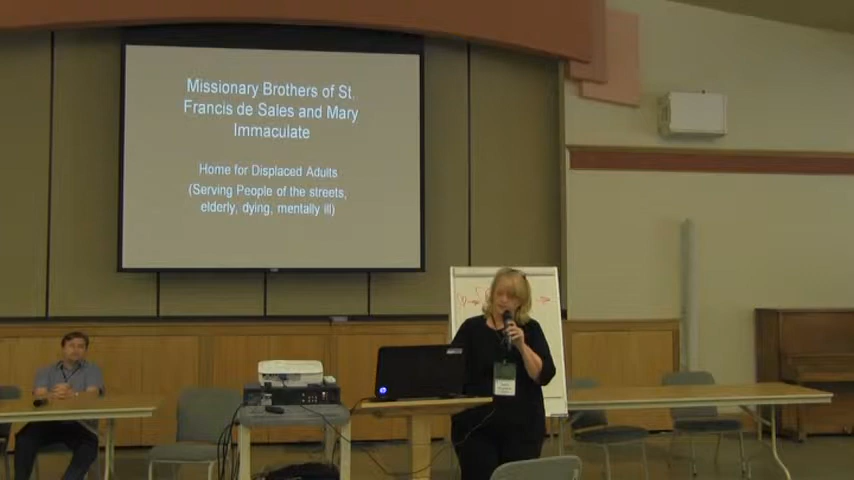 Missionary Brothers of St.
Francis de Sales and Mary
Immaculate
Home for Displaced Adults
(Serving People of the streets,
elderly, dying, mentally ill)